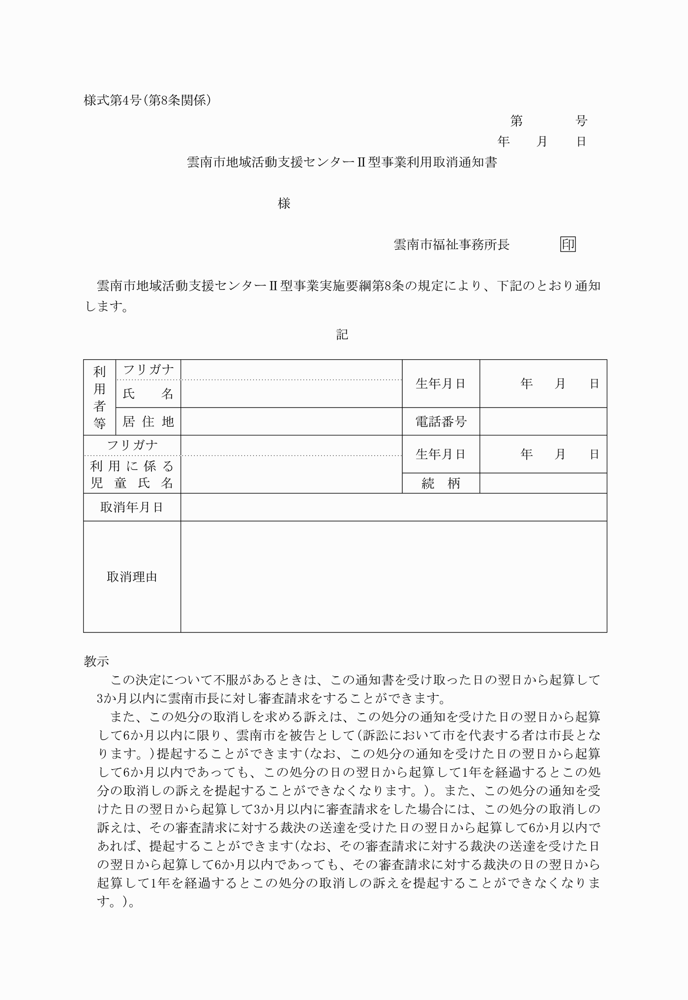 様式第4号(第8条関係)
第　　　　号
年　　月　　日
雲南市地域活動支援センターⅡ型事業利用取消通知書
様
雲南市福祉事務所長　　　　印
雲南市地域活動支援センターⅡ型事業実施要綱第8条の規定により、下記のとおり通知
します。
記
利用者等
フリガナ
氏　　名
生年月日
年　　月　　日
居住地
電話番号
フリガナ
利用に係る
児童氏名
生年月日
年　　月　　日
続　柄
取消年月日
取消理由
教示
この決定について不服があるときは、この通知書を受け取った日の翌日から起算して
3か月以内に雲南市長に対し審査請求をすることができます。
また、この処分の取消しを求める訴えは、この処分の通知を受けた日の翌日から起算
して6か月以内に限り、雲南市を被告として(訴訟において市を代表する者は市長とな
ります。)提起することができます(なお、この処分の通知を受けた日の翌日から起算
して6か月以内であっても、この処分の日の翌日から起算して1年を経過するとこの処
分の取消しの訴えを提起することができなくなります。)。また、この処分の通知を受
けた日の翌日から起算して3か月以内に審査請求をした場合には、この処分の取消しの
訴えは、その審査請求に対する裁決の送達を受けた日の翌日から起算して6か月以内で
あれば、提起することができます(なお、その審査請求に対する裁決の送達を受けた日
の翌日から起算して6か月以内であっても、その審査請求に対する裁決の日の翌日から
起算して1年を経過するとこの処分の取消しの訴えを提起することができなくなりま
す。)。